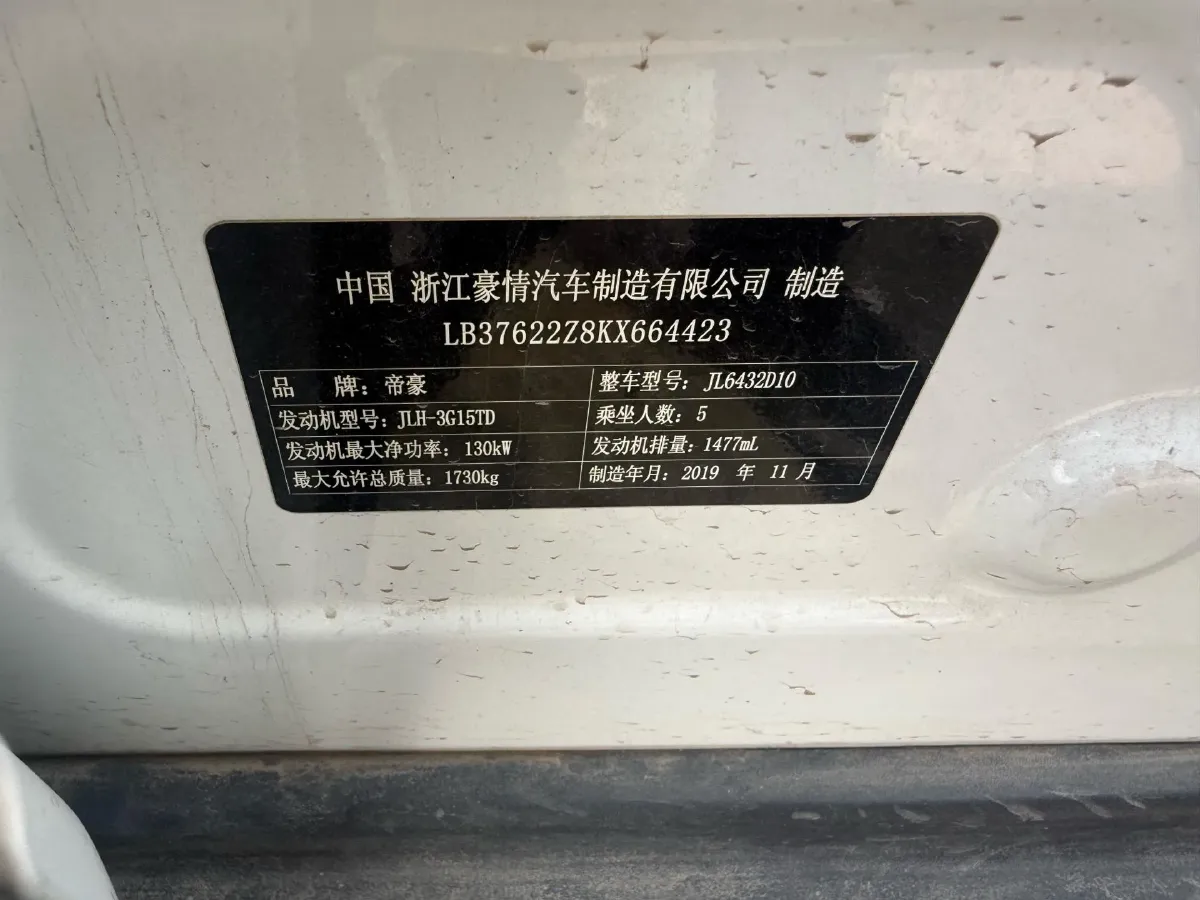 中国 浙江豪情汽车制造有限公司 制造
LB37622Z8KX664423
品 牌：帝豪 整车型号：JL6432D10
发动机型号：JLH-3G15TD 乘坐人数：5
发动机最大净功率：130kW 发动机排量：1477mL
最大允许总质量：1730kg 制造年月：2019 年 11 月